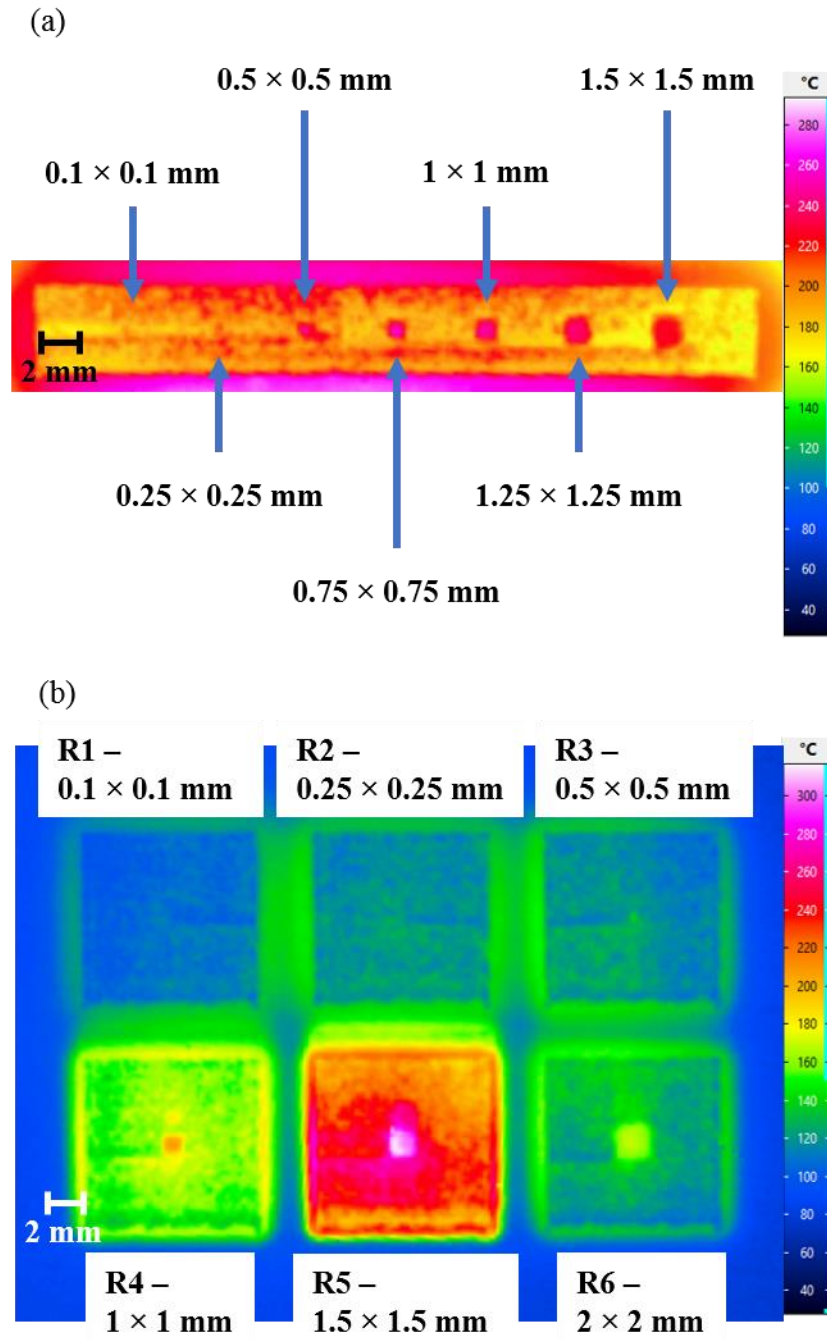 (a)
0.5 × 0.5 mm
1.5 × 1.5 mm
°C
0.1 × 0.1 mm
1 × 1 mm
280
260
240
220
200
180
160
140
120
100
80
60
40
2 mm
0.25 × 0.25 mm
1.25 × 1.25 mm
0.75 × 0.75 mm
(b)
R1 –
0.1 × 0.1 mm
R2 –
0.25 × 0.25 mm
R3 –
0.5 × 0.5 mm
°C
300
280
260
240
220
200
180
160
140
120
100
80
60
40
2 mm
R4 –
1 × 1 mm
R5 –
1.5 × 1.5 mm
R6 –
2 × 2 mm